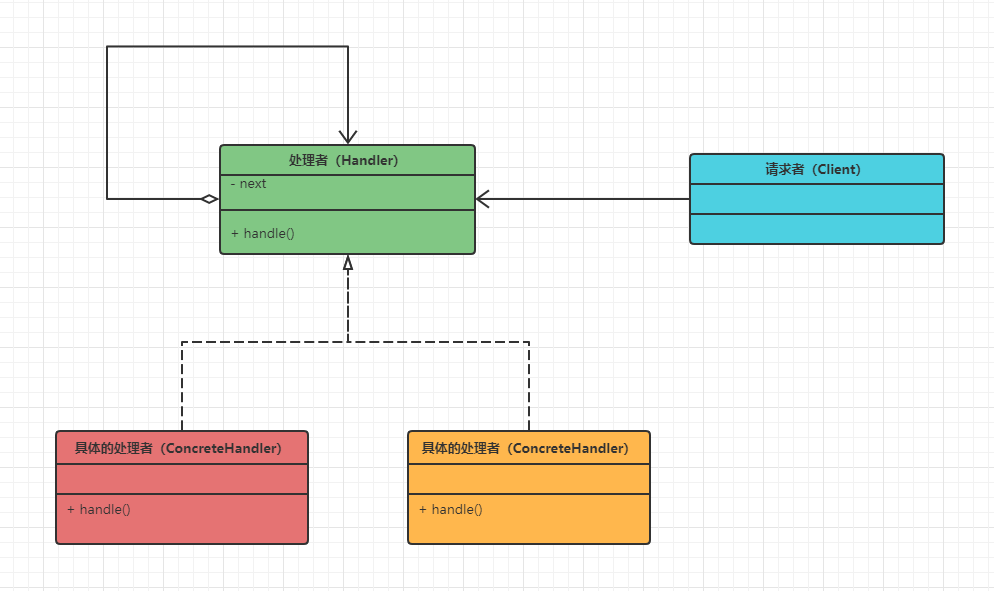 处理者（Handler）
- next
+ handle()
请求者（Client）
具体的处理者（ConcreteHandler）
+ handle()
具体的处理者（ConcreteHandler）
+ handle()